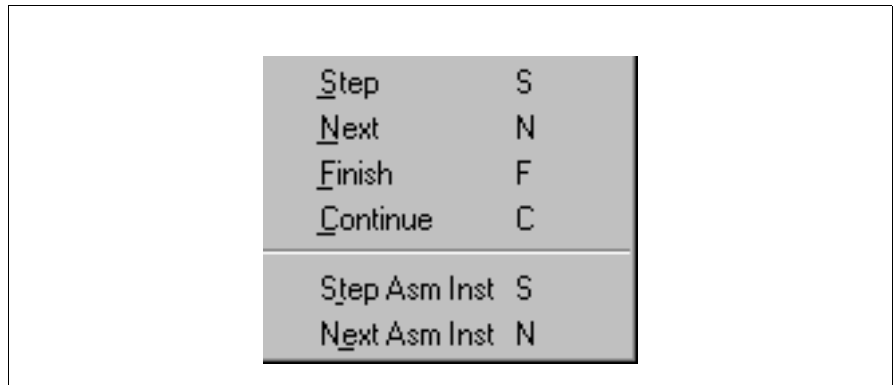 Step S
Next N
Finish F
Continue C
Step Asm Inst S
Next Asm Inst N